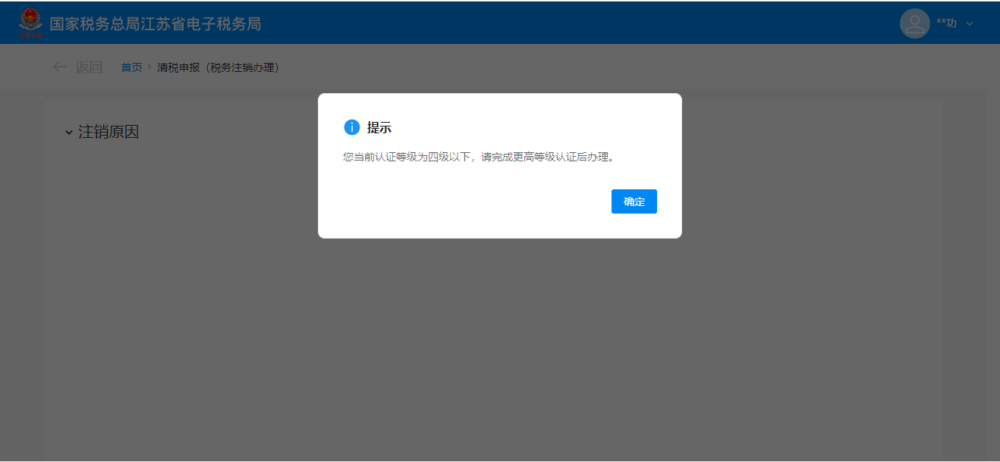 国家税务总局江苏省电子税务局
**功
返回 首页 > 清税申报（税务注销办理）
提示
注销原因
您当前认证等级为四级以下，请完成更高等级认证后办理。
确定